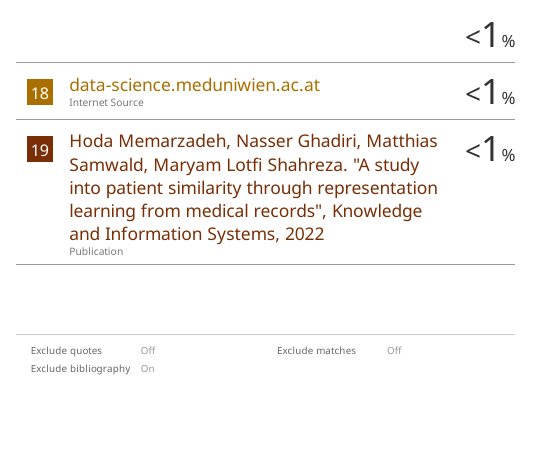 <1%
18 data-science.meduniwien.ac.at <1%
Internet Source
19 Hoda Memarzadeh, Nasser Ghadiri, Matthias <1%
Samwald, Maryam Lotfi Shahreza. "A study
into patient similarity through representation
learning from medical records", Knowledge
and Information Systems, 2022
Publication
Exclude quotes Off Exclude matches Off
Exclude bibliography On